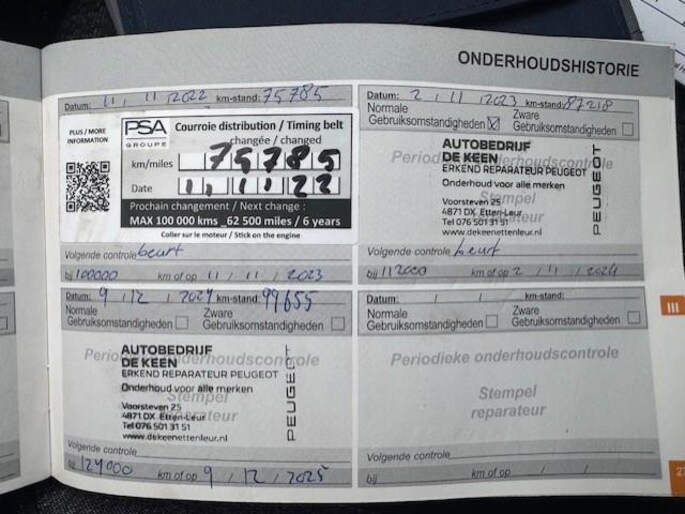 ONDERHOUDSHISTORIE
Datum: 11 / 11 / 2022 km-stand: 75785
PLUS / MORE
INFORMATION
PSA
GROUPE
Courroie distribution / Timing belt
changée / changed
km/miles 75785
Date 11 11 22
Prochain changement / Next change :
MAX 100 000 kms _62 500 miles / 6 years
Coller sur le moteur / Stick on the engine
Volgende controle beurt
bij 100000 km of op 11 / 11 / 2023
Datum: 2 / 11 / 2023 km-stand: 87218
Normale
Gebruiksomstandigheden
Zware
Gebruiksomstandigheden
Periodieke onderhoudscontrole
Stempel
reparateur
AUTOBEDRIJF
DE KEEN
ERKEND REPARATEUR PEUGEOT
Onderhoud voor alle merken
Voorsteven 25
4871 DX Etten-Leur
Tel 076 501 31 51
www.dekeenettenleur.nl
PEUGEOT
Volgende controle beurt
bij 112000 km of op 2 / 11 / 2024
Datum: 9 / 12 / 2024 km-stand: 99655
Normale
Gebruiksomstandigheden
Zware
Gebruiksomstandigheden
Periodieke onderhoudscontrole
Stempel
reparateur
AUTOBEDRIJF
DE KEEN
ERKEND REPARATEUR PEUGEOT
Onderhoud voor alle merken
Voorsteven 25
4871 DX Etten-Leur
Tel 076 501 31 51
www.dekeenettenleur.nl
PEUGEOT
Volgende controle
bij 124000 km of op 9 / 12 / 2025
Datum: / / km-stand:
Normale
Gebruiksomstandigheden
Zware
Gebruiksomstandigheden
Periodieke onderhoudscontrole
Stempel
reparateur
Volgende controle
bij km of op / /
III